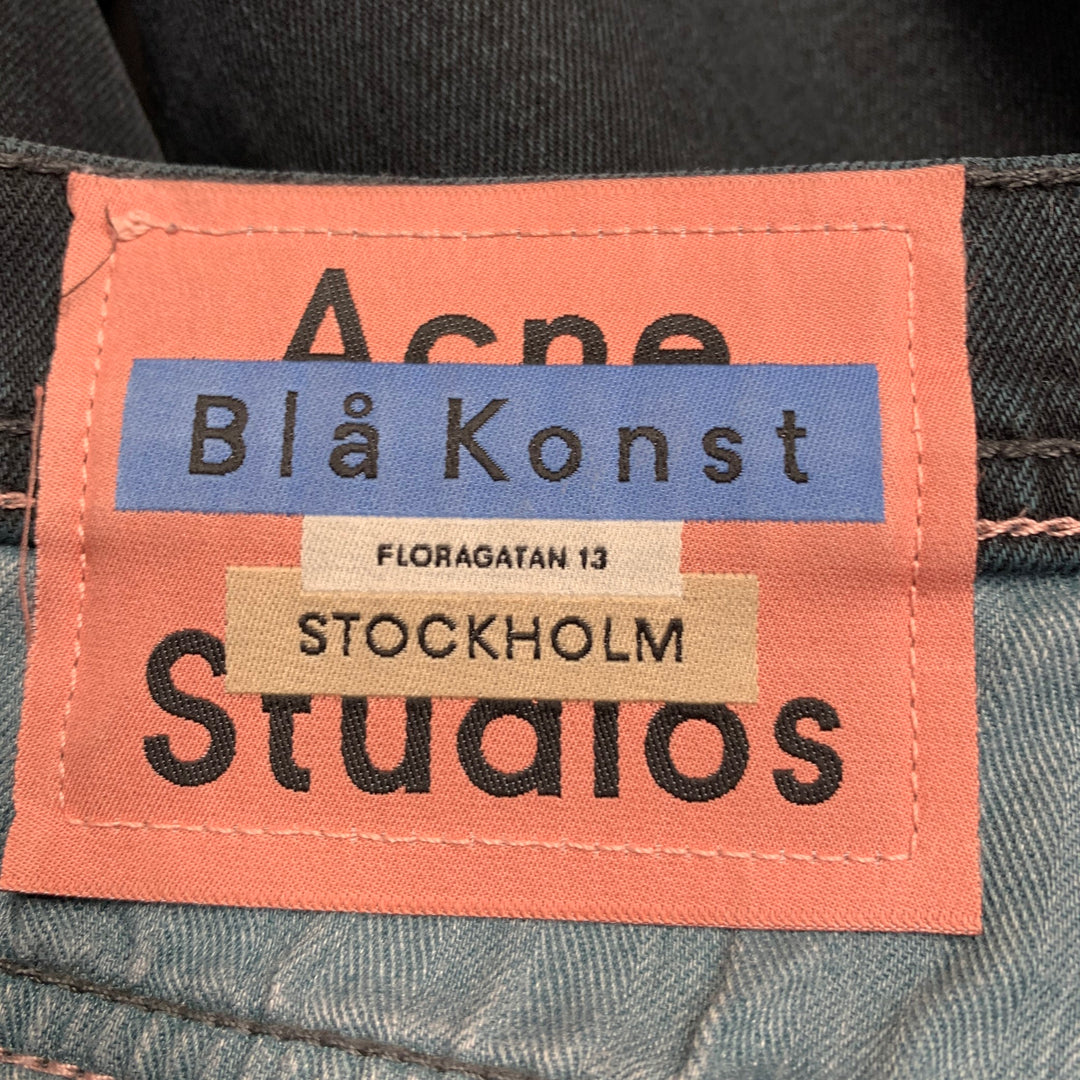 Acne
Blå Konst
FLORAGATAN 13
STOCKHOLM
Studios